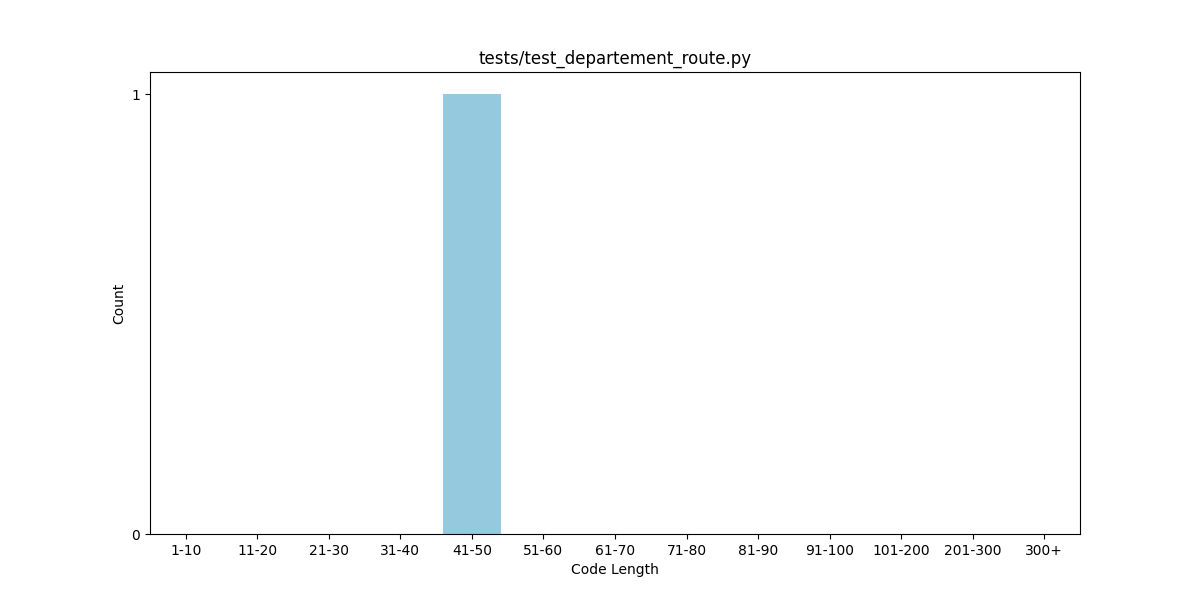 tests/test_departement_route.py
1
Count
0
1-10 11-20 21-30 31-40 41-50 51-60 61-70 71-80 81-90 91-100 101-200 201-300 300+
Code Length